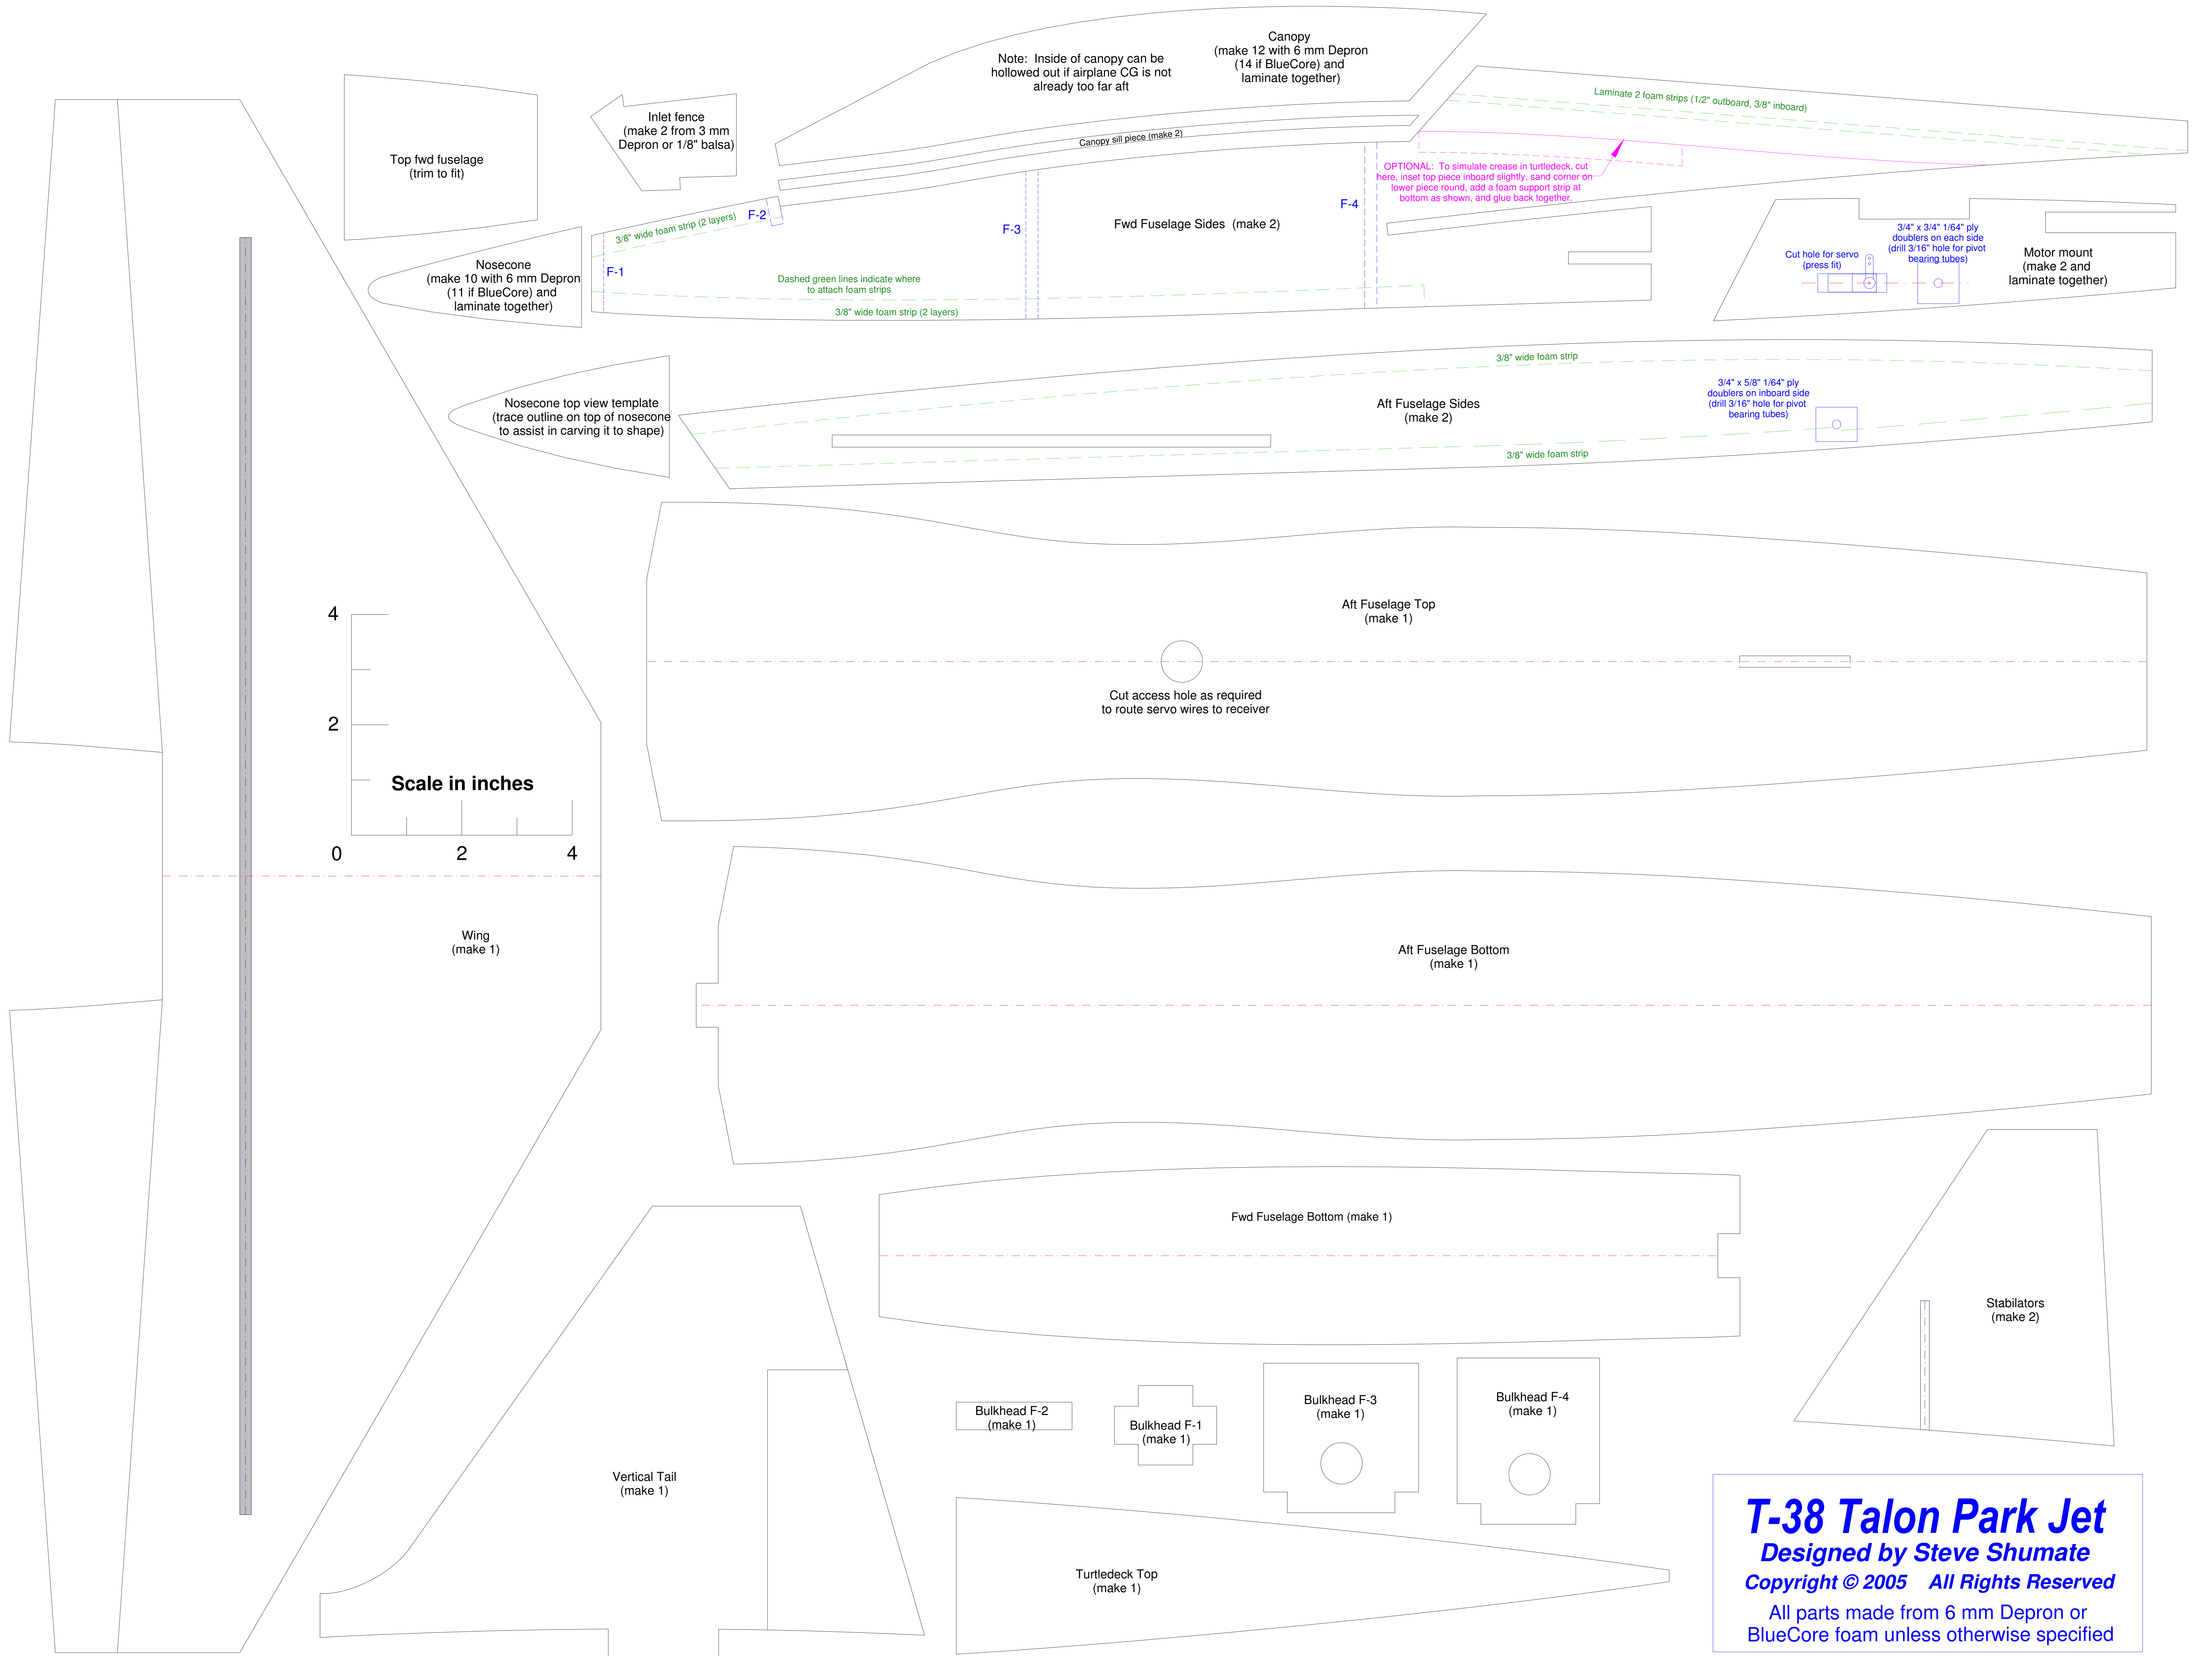 Canopy
(make 12 with 6 mm Depron
(14 if BlueCore) and
laminate together)
Note:  Inside of canopy can be
hollowed out if airplane CG is not
already too far aft
Laminate 2 foam strips (1/2" outboard, 3/8" inboard)
Inlet fence
(make 2 from 3 mm
Depron or 1/8" balsa)
Canopy sill piece (make 2)
Top fwd fuselage
(trim to fit)
OPTIONAL:  To simulate crease in turtledeck, cut
here, inset top piece inboard slightly, sand corner on
lower piece round, add a foam support strip at
bottom as shown, and glue back together.
F-2
3/8" wide foam strip (2 layers)
F-4
F-3
Fwd Fuselage Sides  (make 2)
3/4" x 3/4" 1/64" ply
doublers on each side
(drill 3/16" hole for pivot
bearing tubes)
Cut hole for servo
(press fit)
Motor mount
(make 2 and
laminate together)
Nosecone
(make 10 with 6 mm Depron
(11 if BlueCore) and
laminate together)
F-1
Dashed green lines indicate where
to attach foam strips
3/8" wide foam strip (2 layers)
3/8" wide foam strip
Nosecone top view template
(trace outline on top of nosecone
to assist in carving it to shape)
Aft Fuselage Sides
(make 2)
3/4" x 5/8" 1/64" ply
doublers on inboard side
(drill 3/16" hole for pivot
bearing tubes)
3/8" wide foam strip
Aft Fuselage Top
(make 1)
Cut access hole as required
to route servo wires to receiver
4
2
Scale in inches
0
2
4
Wing
(make 1)
Aft Fuselage Bottom
(make 1)
Fwd Fuselage Bottom (make 1)
Stabilators
(make 2)
Bulkhead F-2
(make 1)
Bulkhead F-1
(make 1)
Bulkhead F-3
(make 1)
Bulkhead F-4
(make 1)
Vertical Tail
(make 1)
Turtledeck Top
(make 1)
T-38 Talon Park Jet
Designed by Steve Shumate
Copyright © 2005    All Rights Reserved
All parts made from 6 mm Depron or
BlueCore foam unless otherwise specified